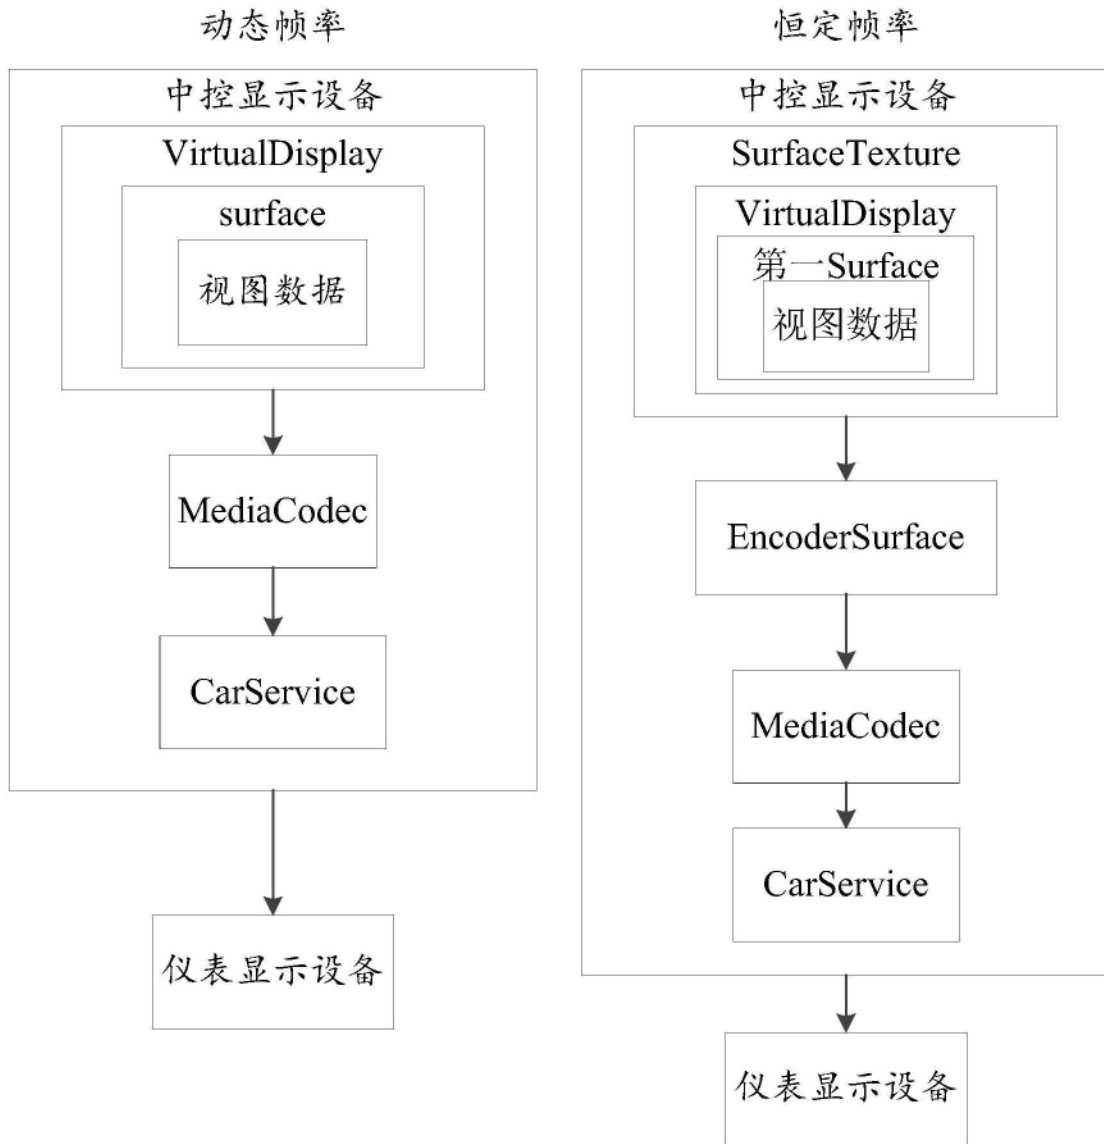 动态帧率
中控显示设备
VirtualDisplay
surface
视图数据
MediaCodec
CarService
仪表显示设备
恒定帧率
中控显示设备
SurfaceTexture
VirtualDisplay
第一Surface
视图数据
EncoderSurface
MediaCodec
CarService
仪表显示设备